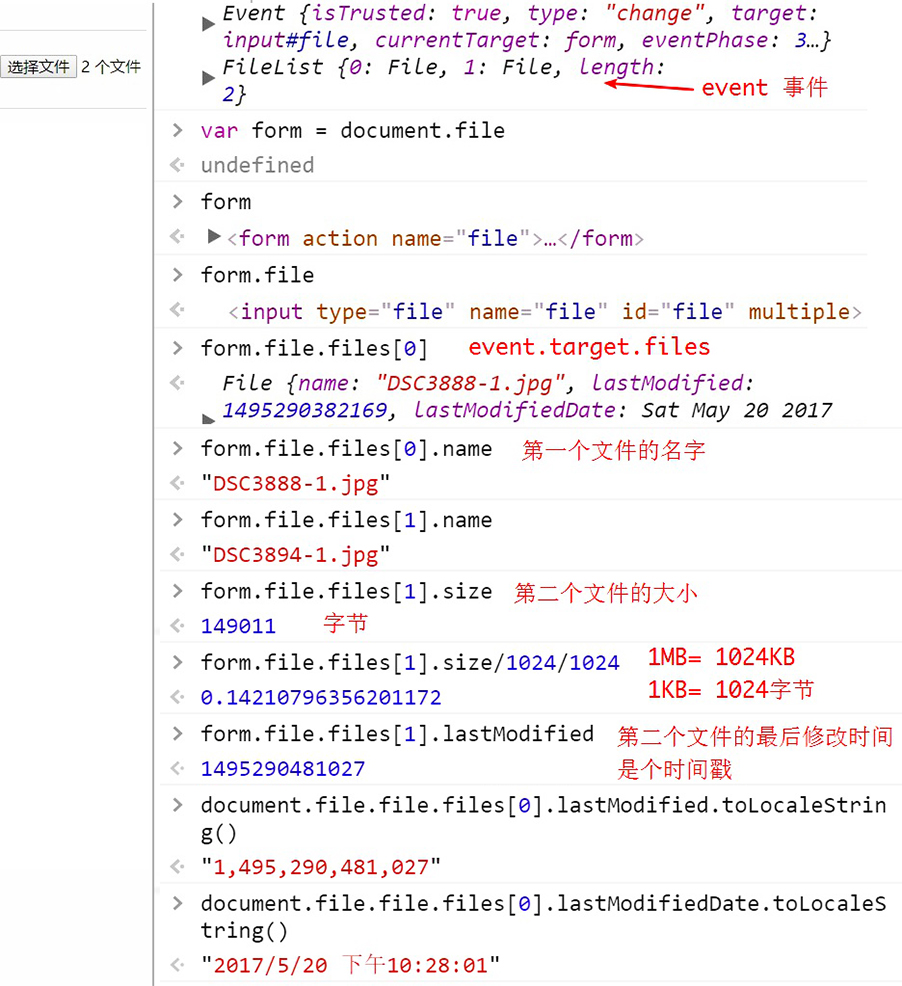 Event {isTrusted: true, type: "change", target:
input#file, currentTarget: form, eventPhase: 3…}
选择文件 2 个文件
FileList {0: File, 1: File, length:
2}
event 事件
> var form = document.file
undefined
> form
<form action name="file">…</form>
> form.file
<input type="file" name="file" id="file" multiple>
> form.file.files[0] event.target.files
File {name: "DSC3888-1.jpg", lastModified:
1495290382169, lastModifiedDate: Sat May 20 2017
> form.file.files[0].name 第一个文件的名字
"DSC3888-1.jpg"
> form.file.files[1].name
"DSC3894-1.jpg"
> form.file.files[1].size 第二个文件的大小
149011 字节
> form.file.files[1].size/1024/1024 1MB= 1024KB
1KB= 1024字节
0.14210796356201172
> form.file.files[1].lastModified 第二个文件的最后修改时间
1495290481027 是个时间戳
> document.file.file.files[0].lastModified.toLocaleStrin
g()
"1,495,290,481,027"
> document.file.file.files[0].lastModifiedDate.toLocaleS
tring()
"2017/5/20 下午10:28:01"